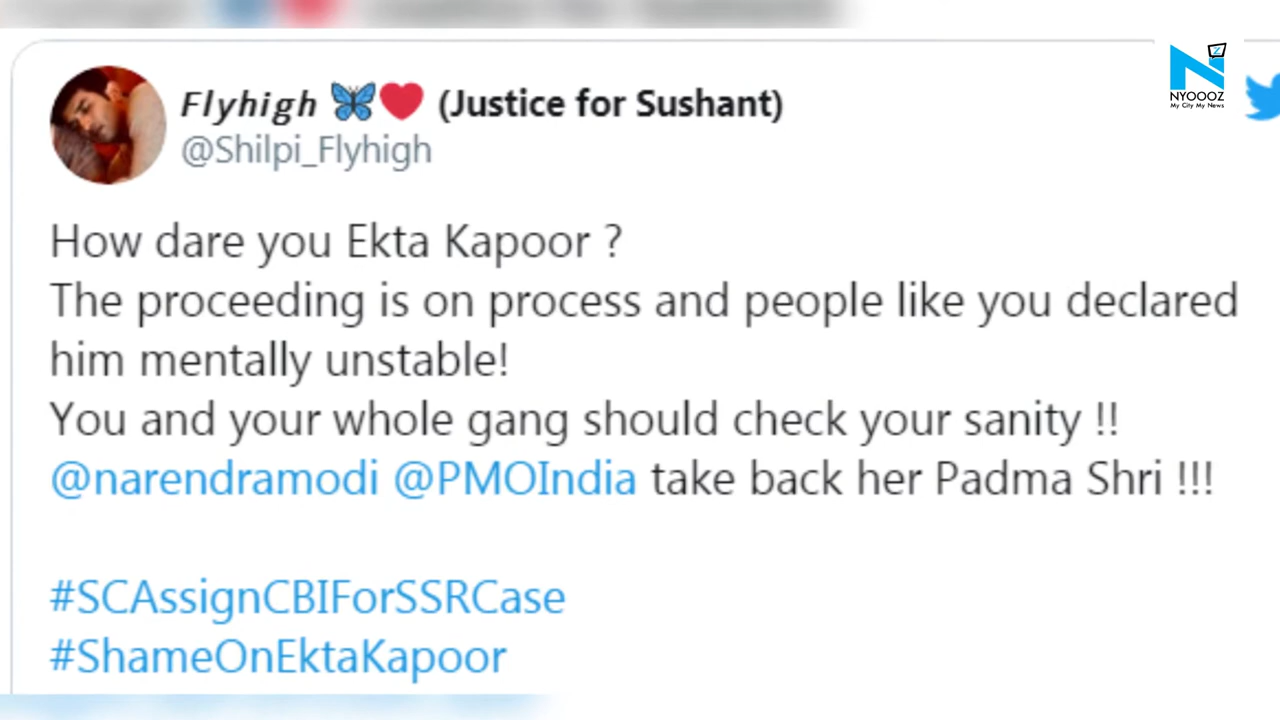 Flyhigh 🦋❤️ (Justice for Sushant)
@Shilpi_Flyhigh
NYOOOZ
My City My News
How dare you Ekta Kapoor ?
The proceeding is on process and people like you declared
him mentally unstable!
You and your whole gang should check your sanity !!
@narendramodi @PMOIndia take back her Padma Shri !!!
#SCAssignCBIForSSRCase
#ShameOnEktaKapoor